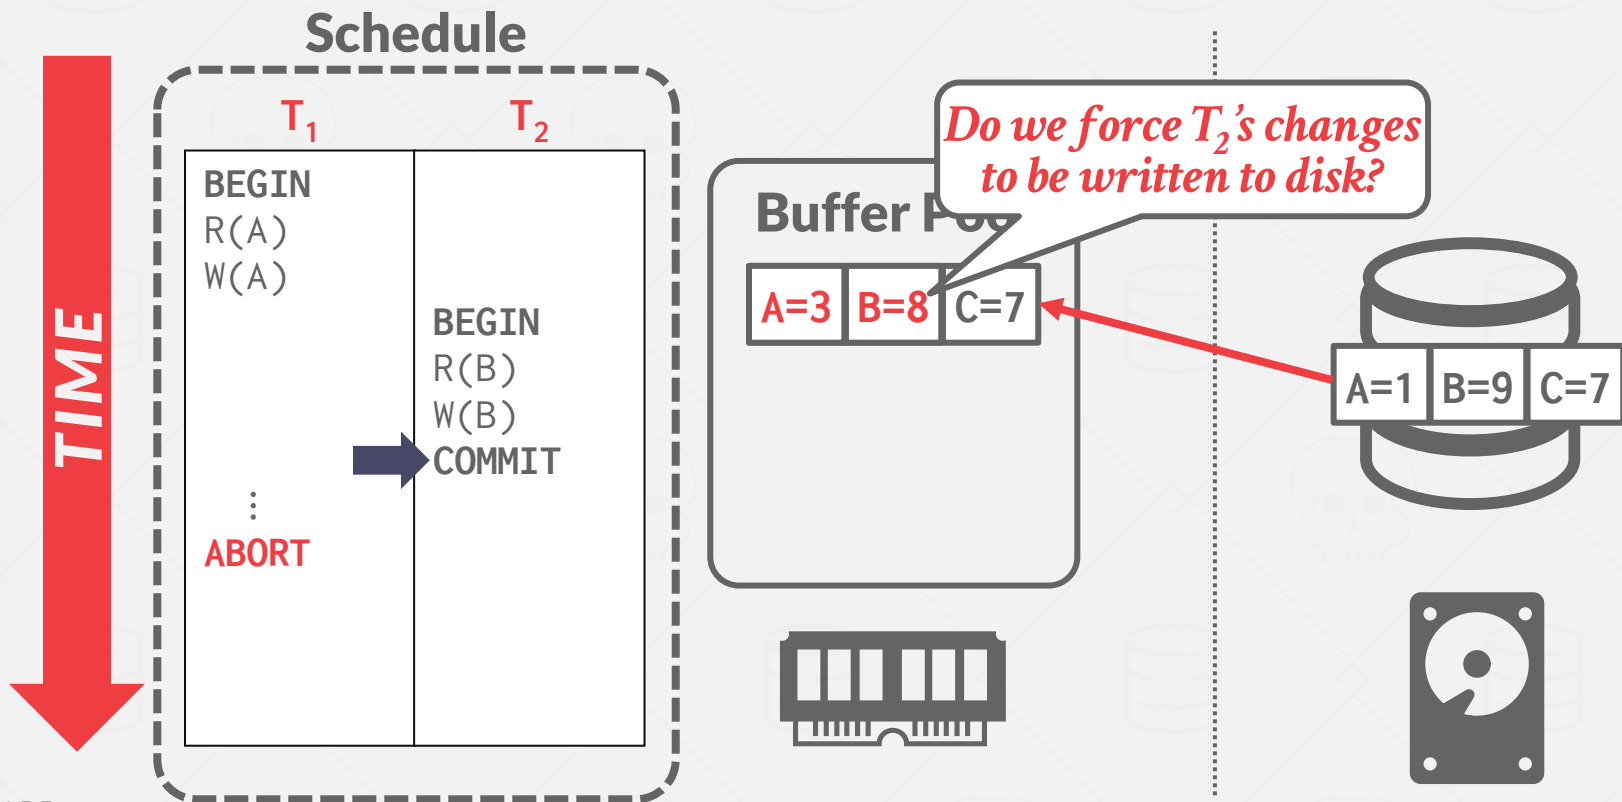 Schedule
T₁ T₂
BEGIN
R(A)
W(A)
BEGIN
R(B)
W(B)
COMMIT
⋮
ABORT
TIME
Do we force T₂'s changes
to be written to disk?
Buffer
A=3 B=8 C=7
A=1 B=9 C=7